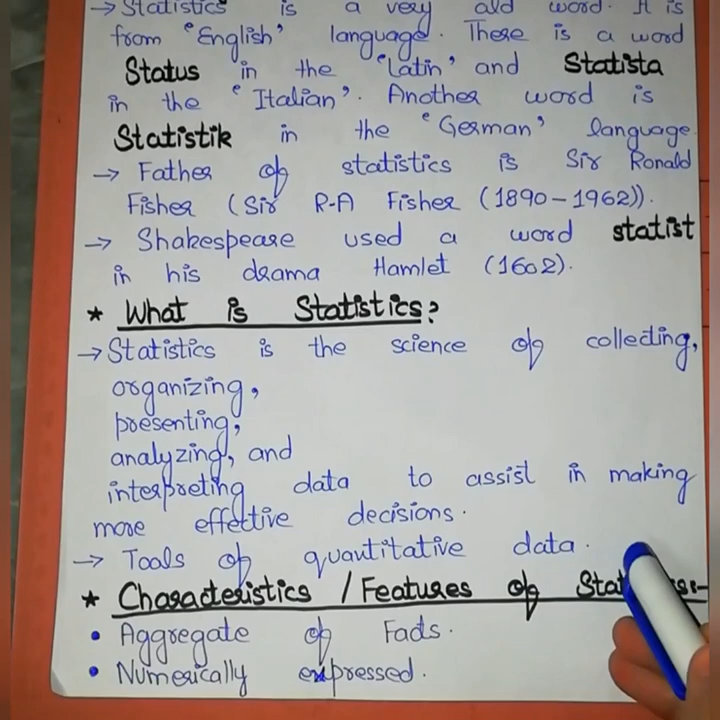 → Statistics is a very old word. It is
from "English' language. There is a word
Status in the "Latin' and Statista
in the "Italian'. Another word is
Statistik in the "German' language
→ Father of statistics is Sir Ronald
Fisher (Sir R-A Fisher (1890-1962)).
→ Shakespeare used a word statist
in his drama Hamlet (1602).
* What is Statistics?
→ Statistics is the science of collecting,
organizing,
presenting,
analyzing, and
interpreting data to assist in making
more effective decisions.
→ Tools of quantitative data.
* Characteristics / Features of
• Aggregate of Facts.
• Numerically expressed.